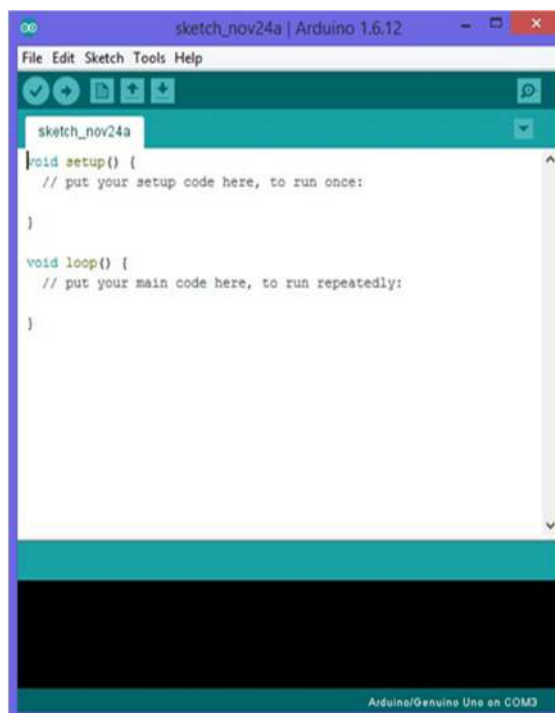 sketch_nov24a | Arduino 1.6.12
File Edit Sketch Tools Help
sketch_nov24a
void setup() {
  // put your setup code here, to run once:
}
void loop() {
  // put your main code here, to run repeatedly:
}
Arduino/Genuino Uno on COM3